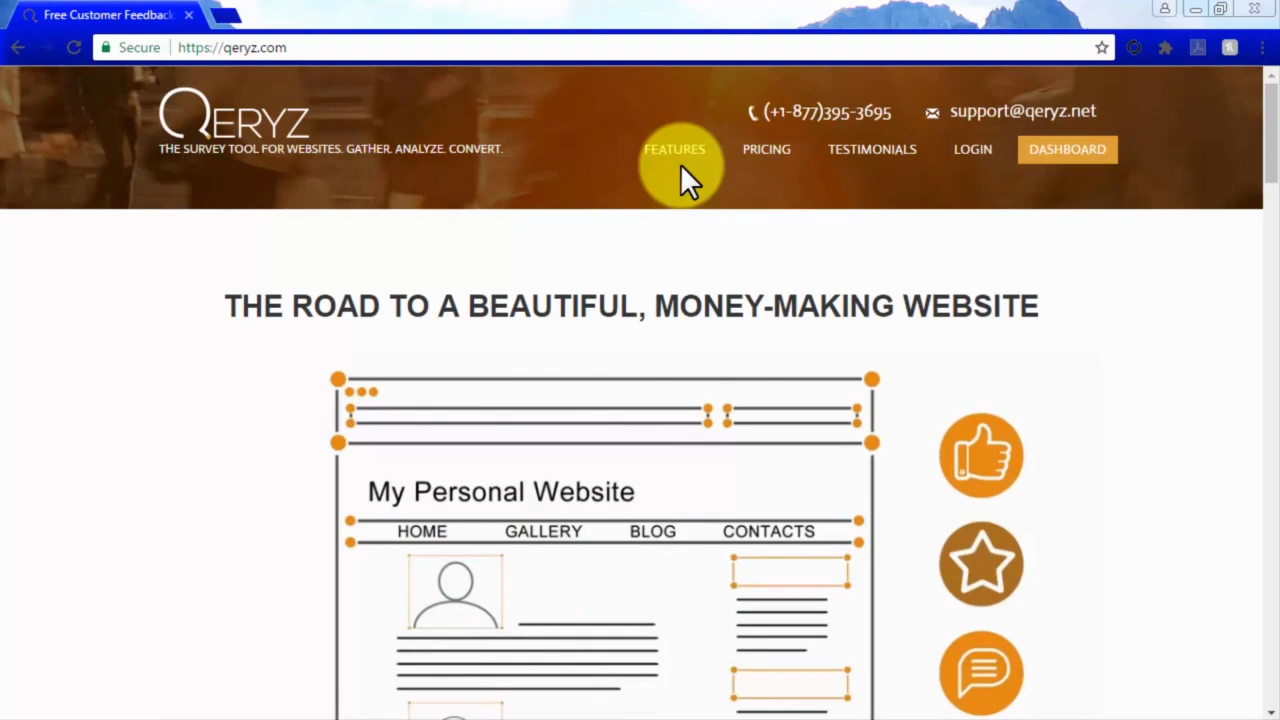 Free Customer Feedback
Secure https://qeryz.com
QERYZ
THE SURVEY TOOL FOR WEBSITES. GATHER. ANALYZE. CONVERT.
(+1-877)395-3695 support@qeryz.net
FEATURES PRICING TESTIMONIALS LOGIN DASHBOARD
THE ROAD TO A BEAUTIFUL, MONEY-MAKING WEBSITE
My Personal Website
HOME GALLERY BLOG CONTACTS